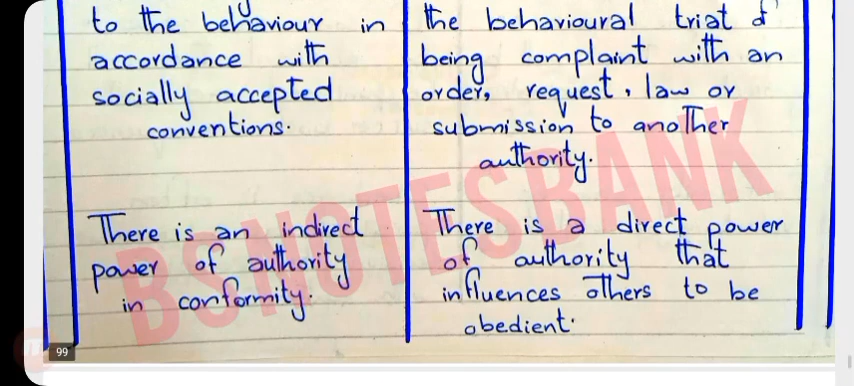 to the behaviour in
accordance with
socially accepted
conventions.
There is an indirect
power of authority
in conformity.
the behavioural triat of
being complaint with an
order, request, law or
submission to another
authority.
There is a direct power
of authority that
influences others to be
obedient.
BSNOTESBANK
99